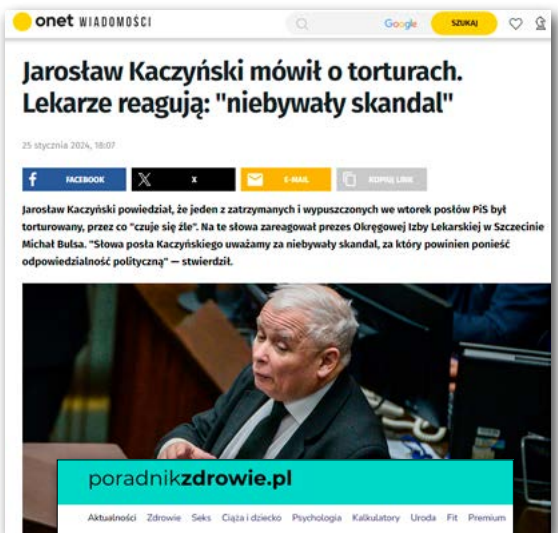 onet WIADOMOŚCI
Google SZUKAJ
Jarosław Kaczyński mówił o torturach.
Lekarze reagują: "niebywały skandal"
25 stycznia 2024, 18:07
FACEBOOK X E-MAIL KOPIUJ LINK
Jarosław Kaczyński powiedział, że jeden z zatrzymanych i wypuszczonych we wtorek posłów PiS był
torturowany, przez co "czuje się źle". Na te słowa zareagował prezes Okręgowej Izby Lekarskiej w Szczecinie
Michał Bulsa. "Słowa posła Kaczyńskiego uważamy za niebywały skandal, za który powinien ponieść
odpowiedzialność polityczną" — stwierdził.
poradnikzdrowie.pl
Aktualności Zdrowie Seks Ciąża i dziecko Psychologia Kalkulatory Uroda Fit Premium